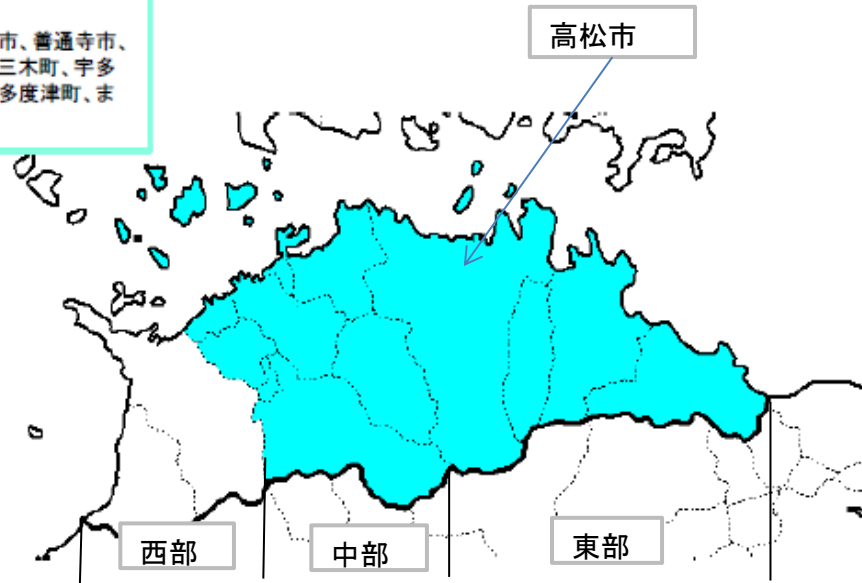 市、善通寺市、
三木町、宇多
多度津町、ま
高松市
西部
中部
東部